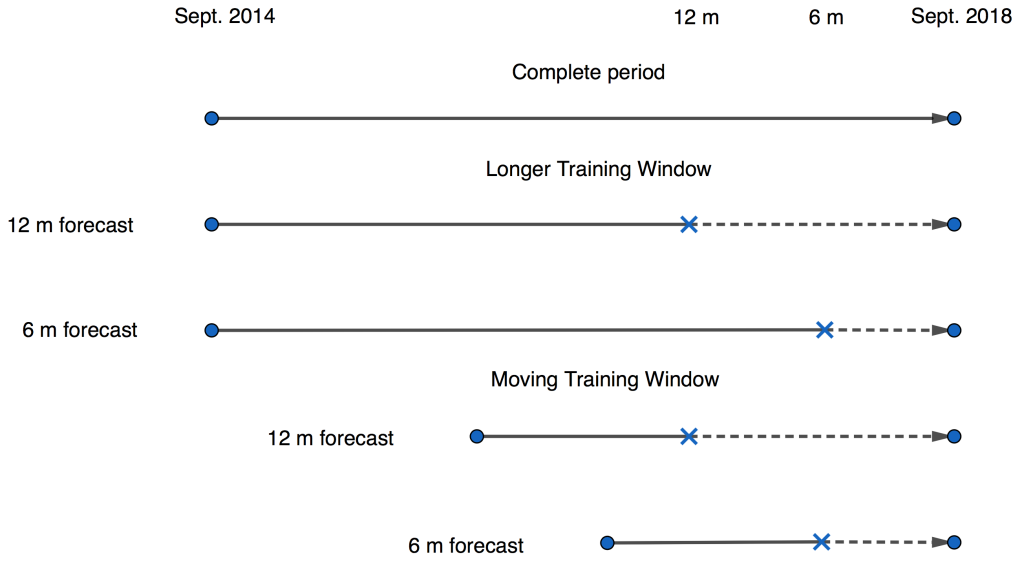 Sept. 2014 12 m 6 m Sept. 2018
Complete period
Longer Training Window
12 m forecast
6 m forecast
Moving Training Window
12 m forecast
6 m forecast